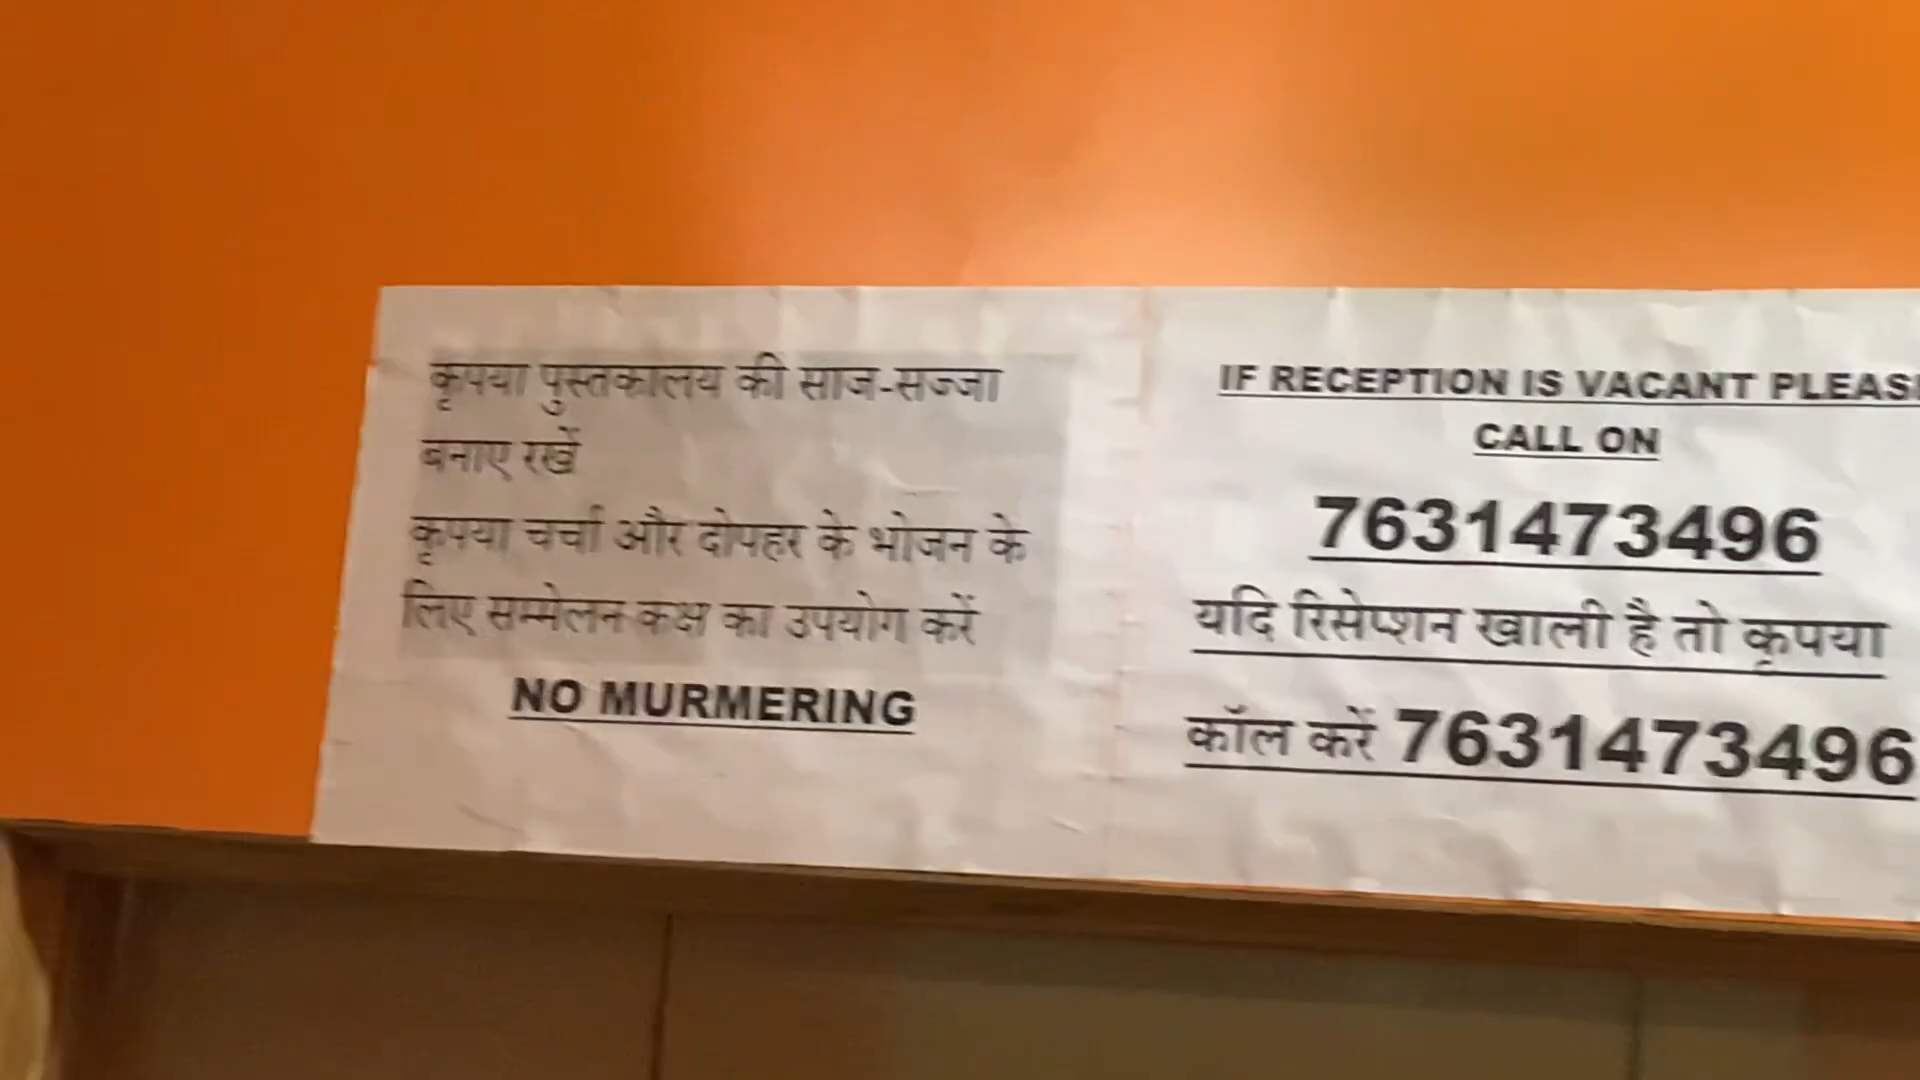 कृपया पुस्तकालय की साज-सज्जा
बनाए रखें
कृपया चर्चा और दोपहर के भोजन के
लिए सम्मेलन कक्ष का उपयोग करें
NO MURMERING
IF RECEPTION IS VACANT PLEAS
CALL ON
7631473496
यदि रिसेप्शन खाली है तो कृपया
कॉल करें 7631473496